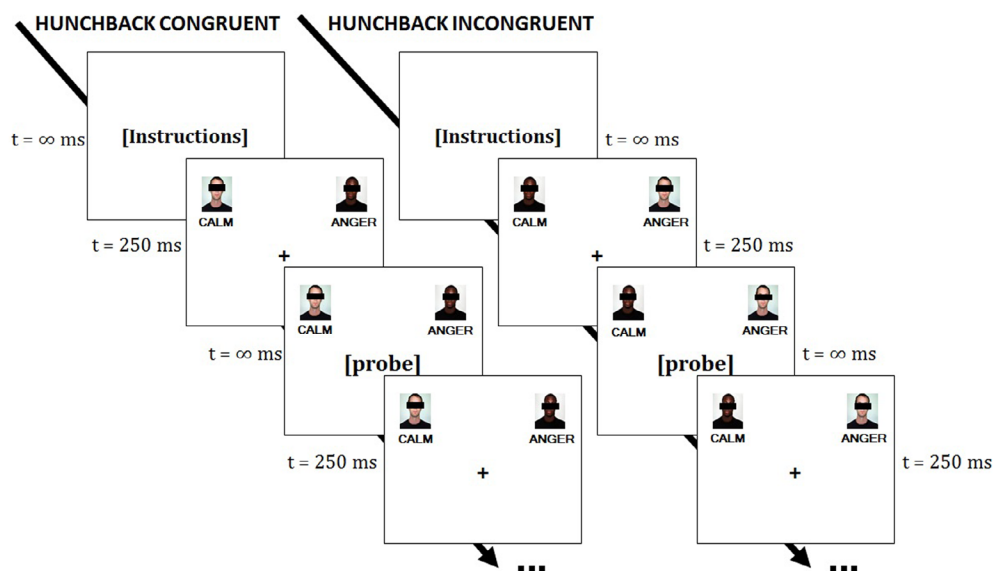 HUNCHBACK CONGRUENT
[Instructions]
t = ∞ ms
CALM ANGER
+
t = 250 ms
CALM ANGER
[probe]
t = ∞ ms
CALM ANGER
+
t = 250 ms
...
HUNCHBACK INCONGRUENT
[Instructions]
t = ∞ ms
CALM ANGER
+
t = 250 ms
CALM ANGER
[probe]
t = ∞ ms
CALM ANGER
+
t = 250 ms
...